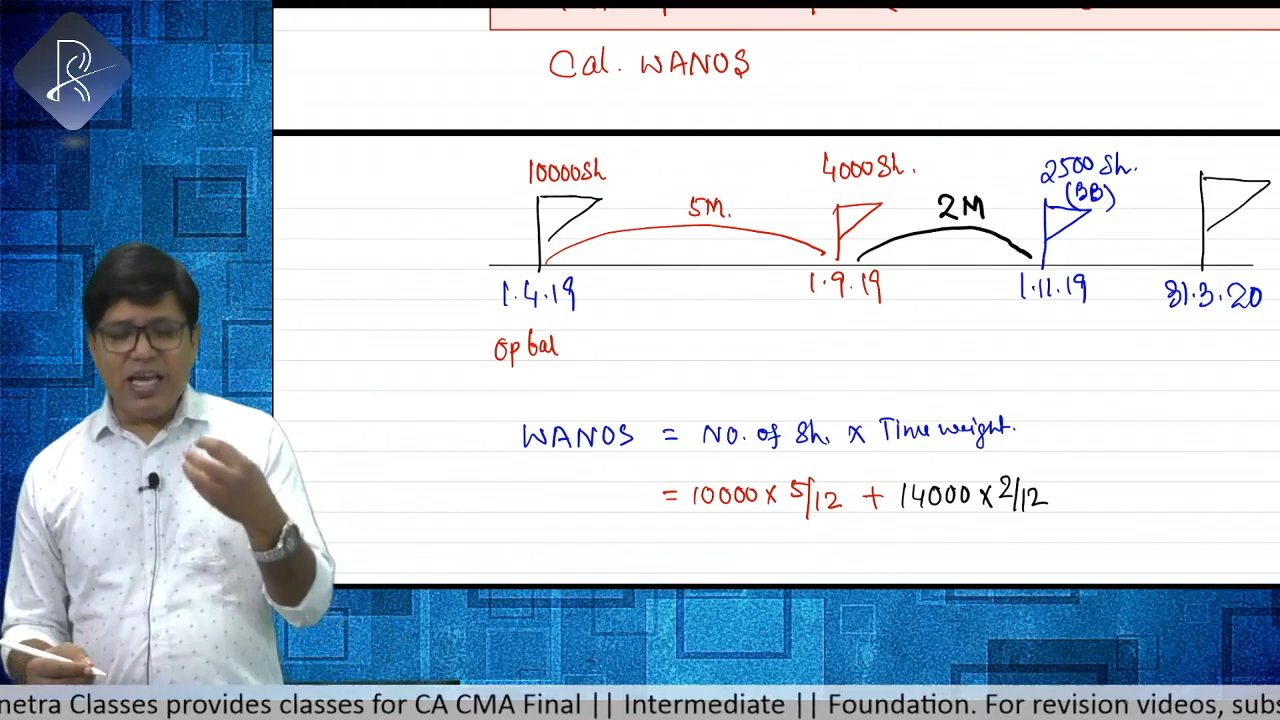 Cal. WANOS
10000Sh
4000Sh.
2500 Sh.
(BB)
5M.
2M
1.4.19
1.9.19
1.11.19
31.3.20
Op bal
WANOS = NO. of Sh. x Time weight.
= 10000 x 5/12 + 14000 x 2/12
netra Classes provides classes for CA CMA Final || Intermediate || Foundation. For revision videos, subs